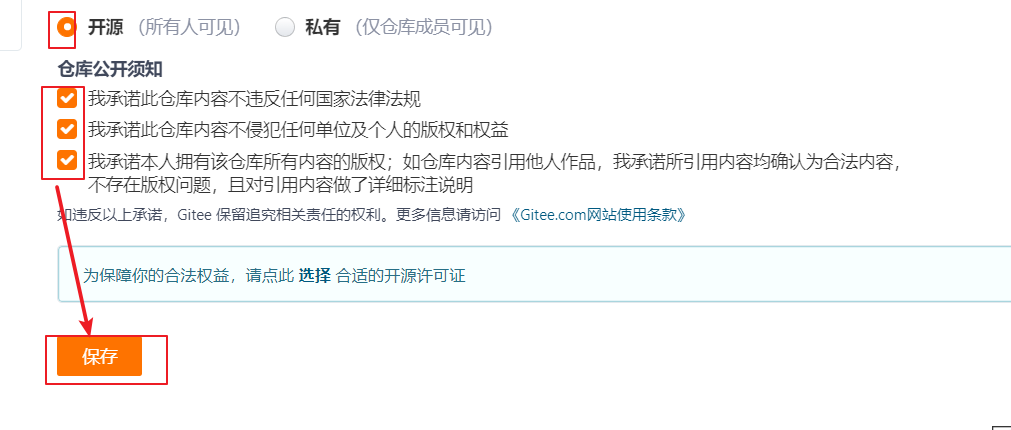 开源 （所有人可见） 私有 （仅仓库成员可见）
仓库公开须知
我承诺此仓库内容不违反任何国家法律法规
我承诺此仓库内容不侵犯任何单位及个人的版权和权益
我承诺本人拥有该仓库所有内容的版权；如仓库内容引用他人作品，我承诺所引用内容均确认为合法内容，
不存在版权问题，且对引用内容做了详细标注说明
如违反以上承诺，Gitee 保留追究相关责任的权利。更多信息请访问 《Gitee.com网站使用条款》
为保障你的合法权益，请点此 选择 合适的开源许可证
保存